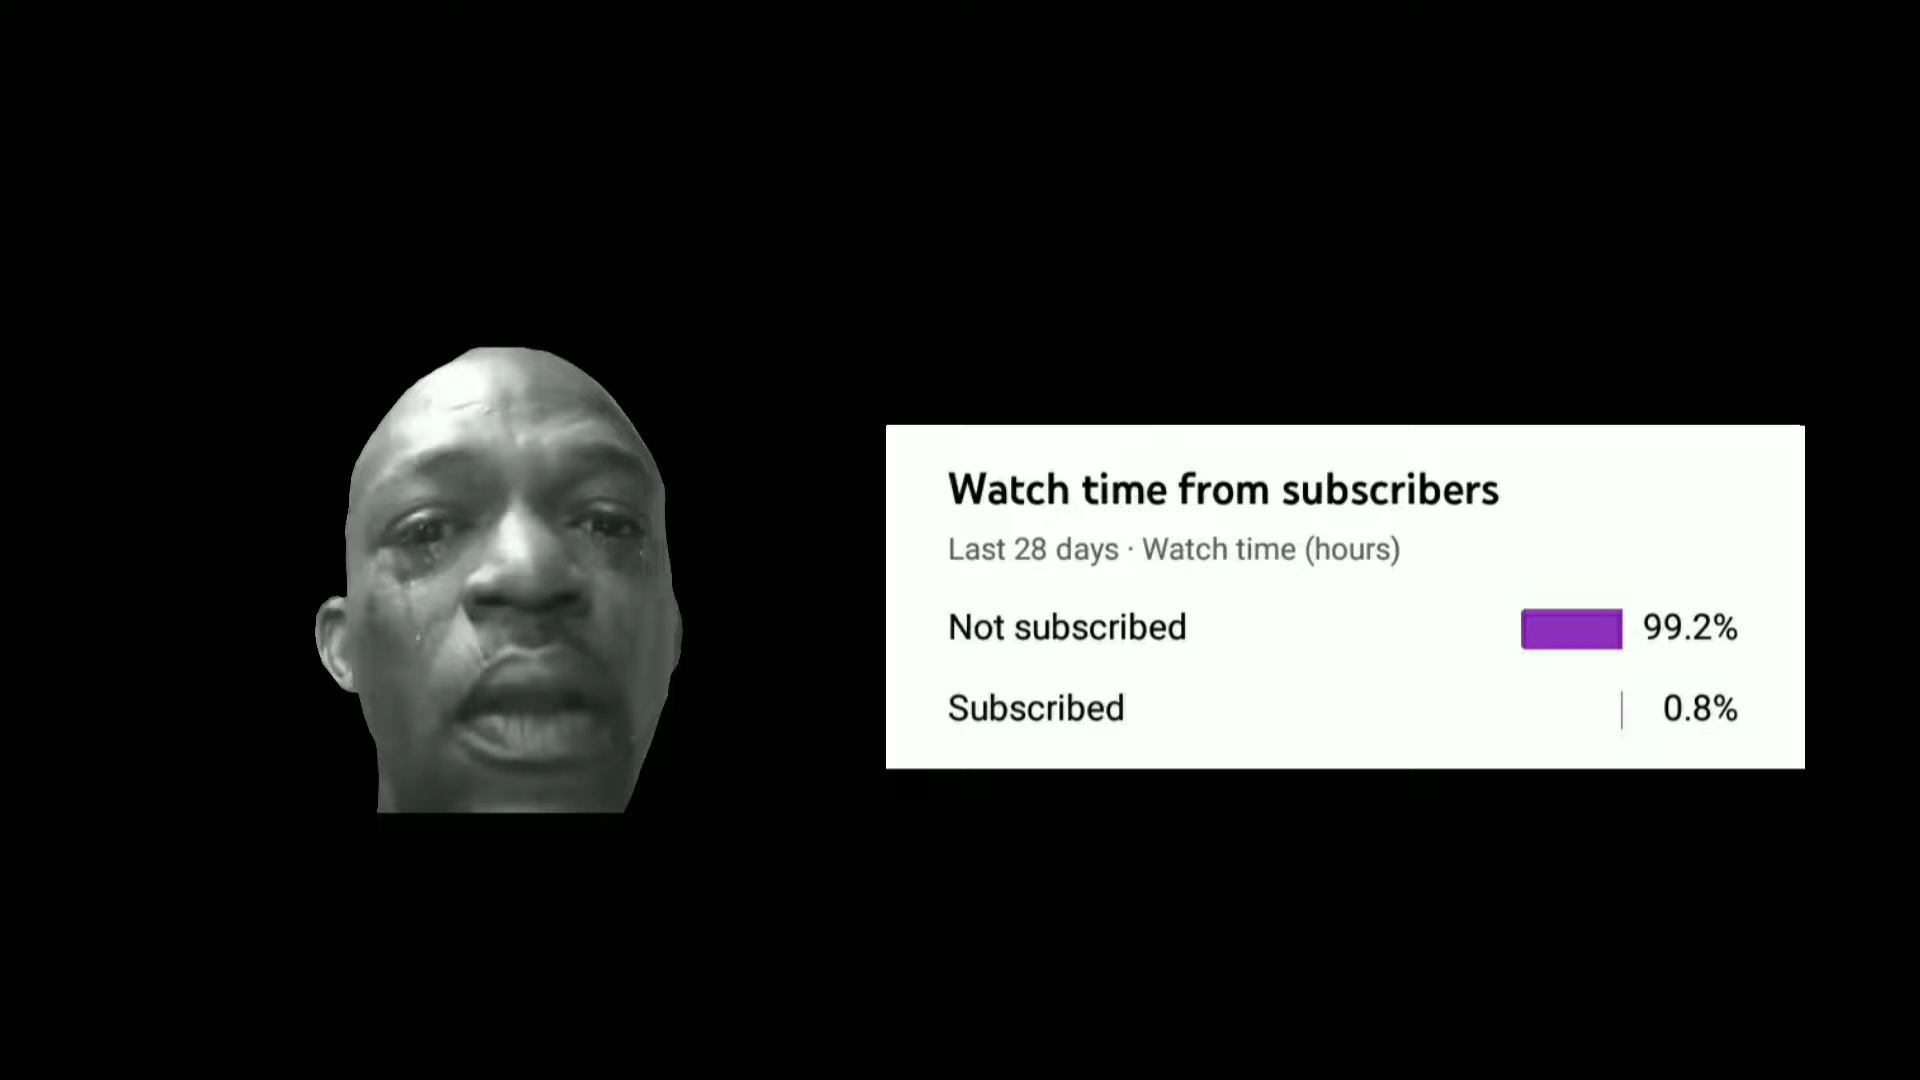 Watch time from subscribers
Last 28 days · Watch time (hours)
Not subscribed 99.2%
Subscribed 0.8%